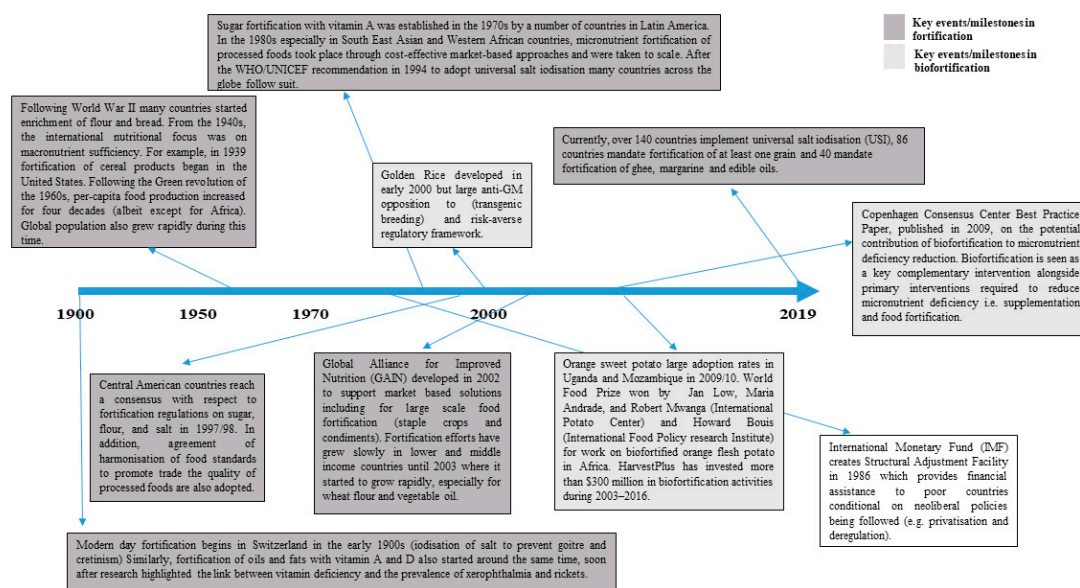 Sugar fortification with vitamin A was established in the 1970s by a number of countries in Latin America.
In the 1980s especially in South East Asian and Western African countries, micronutrient fortification of
processed foods took place through cost-effective market-based approaches and were taken to scale. After
the WHO/UNICEF recommendation in 1994 to adopt universal salt iodisation many countries across the
globe follow suit.
Key events/milestones in
fortification
Key events/milestones in
biofortification
Following World War II many countries started
enrichment of flour and bread. From the 1940s,
the international nutritional focus was on
macronutrient sufficiency. For example, in 1939
fortification of cereal products began in the
United States. Following the Green revolution of
the 1960s, per-capita food production increased
for four decades (albeit except for Africa).
Global population also grew rapidly during this
time.
Golden Rice developed in
early 2000 but large anti-GM
opposition to (transgenic
breeding) and risk-averse
regulatory framework.
Currently, over 140 countries implement universal salt iodisation (USI), 86
countries mandate fortification of at least one grain and 40 mandate
fortification of ghee, margarine and edible oils.
Copenhagen Consensus Center Best Practice
Paper, published in 2009, on the potential
contribution of biofortification to micronutrient
deficiency reduction. Biofortification is seen as
a key complementary intervention alongside
primary interventions required to reduce
micronutrient deficiency i.e. supplementation
and food fortification.
1900 1950 1970 2000 2019
Central American countries reach
a consensus with respect to
fortification regulations on sugar,
flour, and salt in 1997/98. In
addition, agreement of
harmonisation of food standards
to promote trade the quality of
processed foods are also adopted.
Global Alliance for Improved
Nutrition (GAIN) developed in 2002
to support market based solutions
including for large scale food
fortification (staple crops and
condiments). Fortification efforts have
grew slowly in lower and middle
income countries until 2003 where it
started to grow rapidly, especially for
wheat flour and vegetable oil.
Orange sweet potato large adoption rates in
Uganda and Mozambique in 2009/10. World
Food Prize won by Jan Low, Maria
Andrade, and Robert Mwanga (International
Potato Center) and Howard Bouis
(International Food Policy research Institute)
for work on biofortified orange flesh potato
in Africa. HarvestPlus has invested more
than $300 million in biofortification activities
during 2003–2016.
International Monetary Fund (IMF)
creates Structural Adjustment Facility
in 1986 which provides financial
assistance to poor countries
conditional on neoliberal policies
being followed (e.g. privatisation and
deregulation).
Modern day fortification begins in Switzerland in the early 1900s (iodisation of salt to prevent goitre and
cretinism) Similarly, fortification of oils and fats with vitamin A and D also started around the same time, soon
after research highlighted the link between vitamin deficiency and the prevalence of xerophthalmia and rickets.